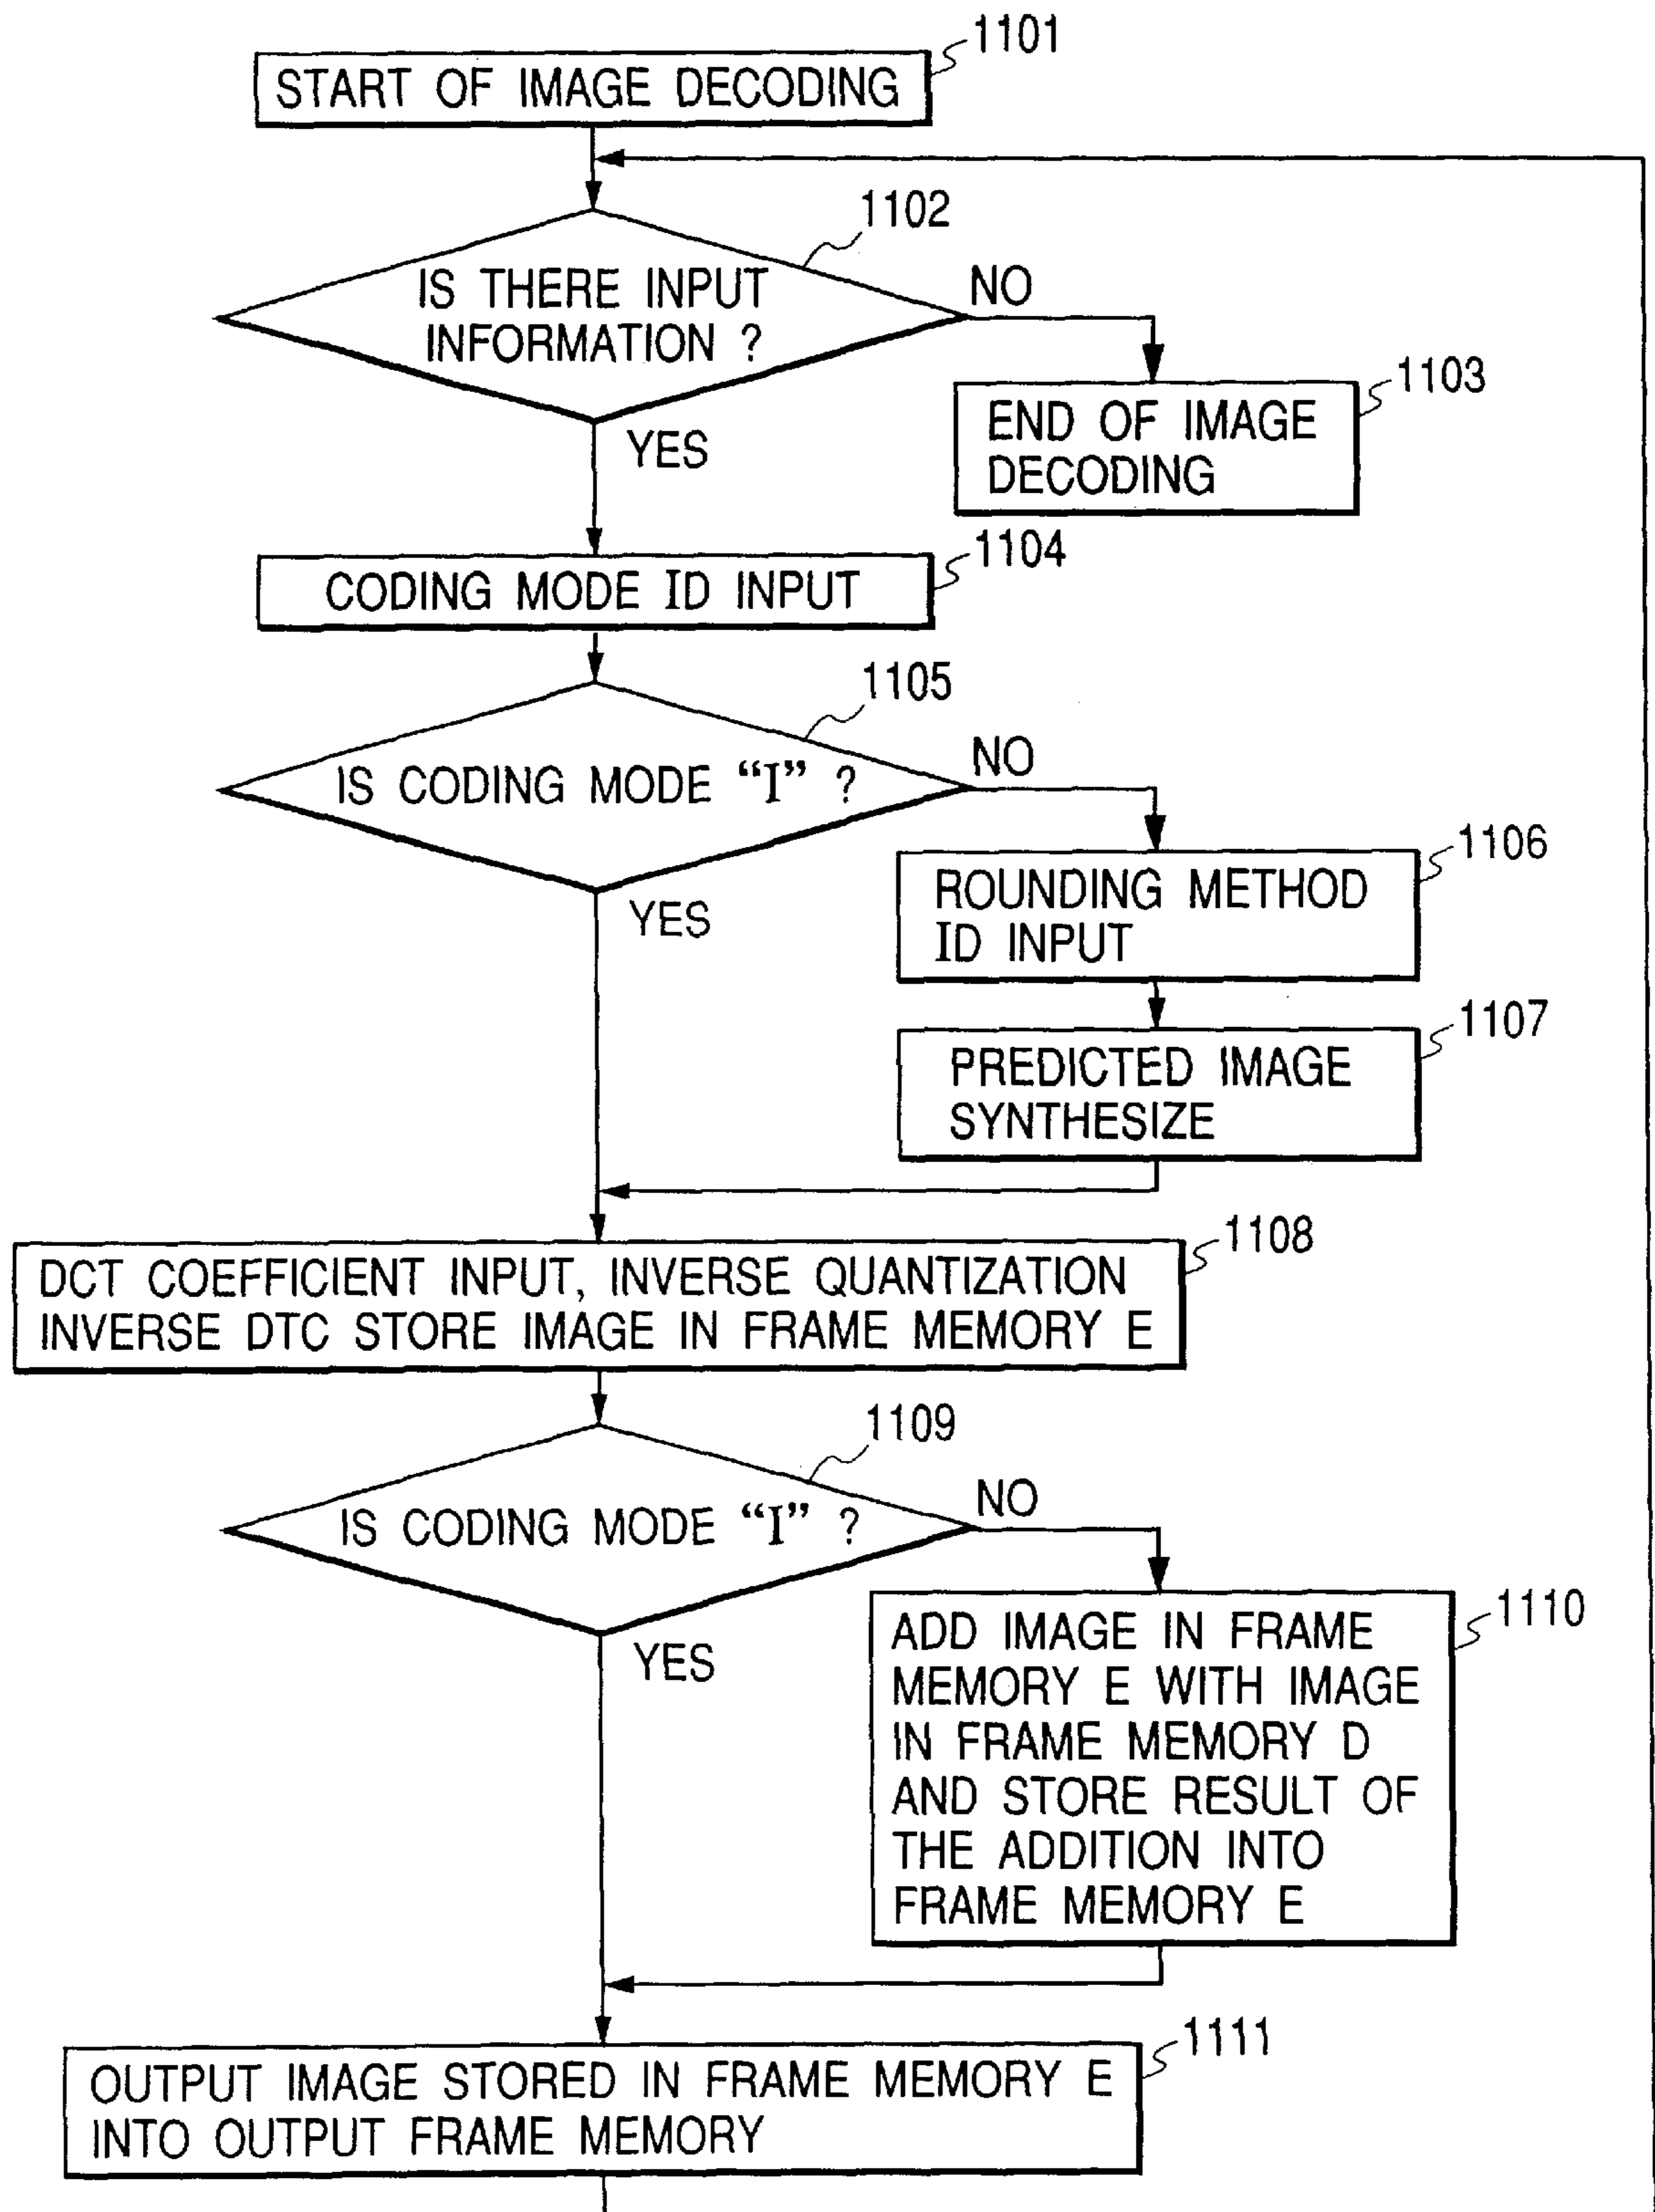 1101
START OF IMAGE DECODING
1102
IS THERE INPUT
INFORMATION ?
NO
YES
1103
END OF IMAGE
DECODING
1104
CODING MODE ID INPUT
1105
IS CODING MODE “I” ?
NO
YES
1106
ROUNDING METHOD
ID INPUT
1107
PREDICTED IMAGE
SYNTHESIZE
1108
DCT COEFFICIENT INPUT, INVERSE QUANTIZATION
INVERSE DTC STORE IMAGE IN FRAME MEMORY E
1109
IS CODING MODE “I” ?
NO
YES
1110
ADD IMAGE IN FRAME
MEMORY E WITH IMAGE
IN FRAME MEMORY D
AND STORE RESULT OF
THE ADDITION INTO
FRAME MEMORY E
1111
OUTPUT IMAGE STORED IN FRAME MEMORY E
INTO OUTPUT FRAME MEMORY